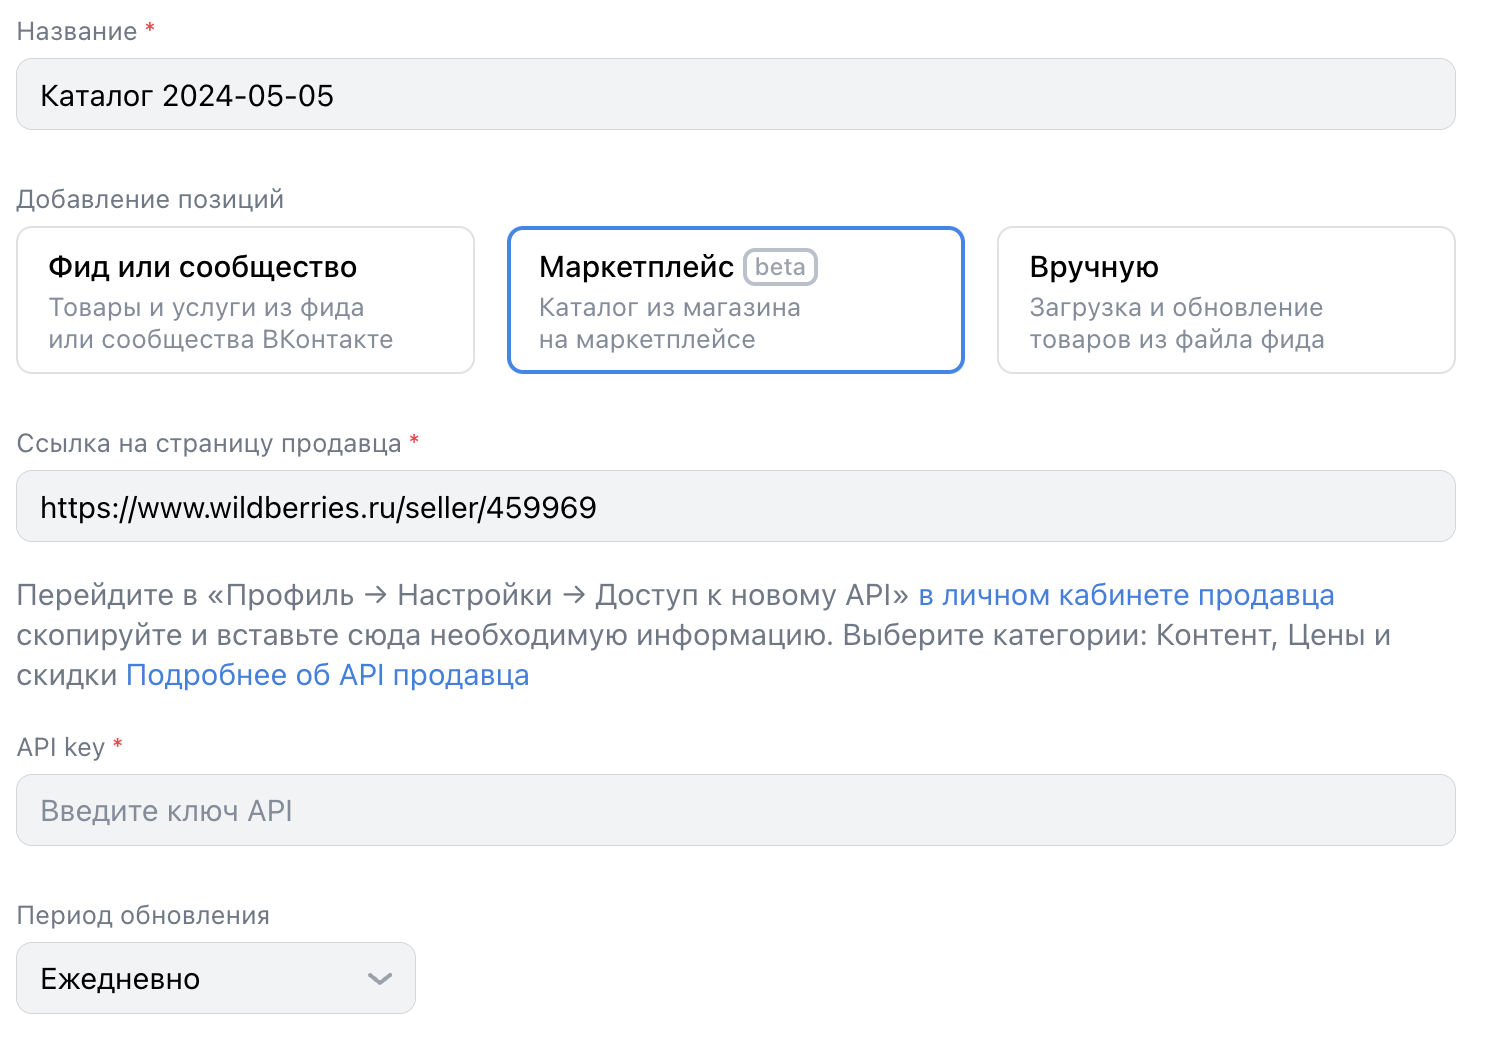 Название *
Каталог 2024-05-05
Добавление позиций
Фид или сообщество
Товары и услуги из фида
или сообщества ВКонтакте
Маркетплейс beta
Каталог из магазина
на маркетплейсе
Вручную
Загрузка и обновление
товаров из файла фида
Ссылка на страницу продавца *
https://www.wildberries.ru/seller/459969
Перейдите в «Профиль → Настройки → Доступ к новому API» в личном кабинете продавца
скопируйте и вставьте сюда необходимую информацию. Выберите категории: Контент, Цены и
скидки Подробнее об API продавца
API key *
Введите ключ API
Период обновления
Ежедневно